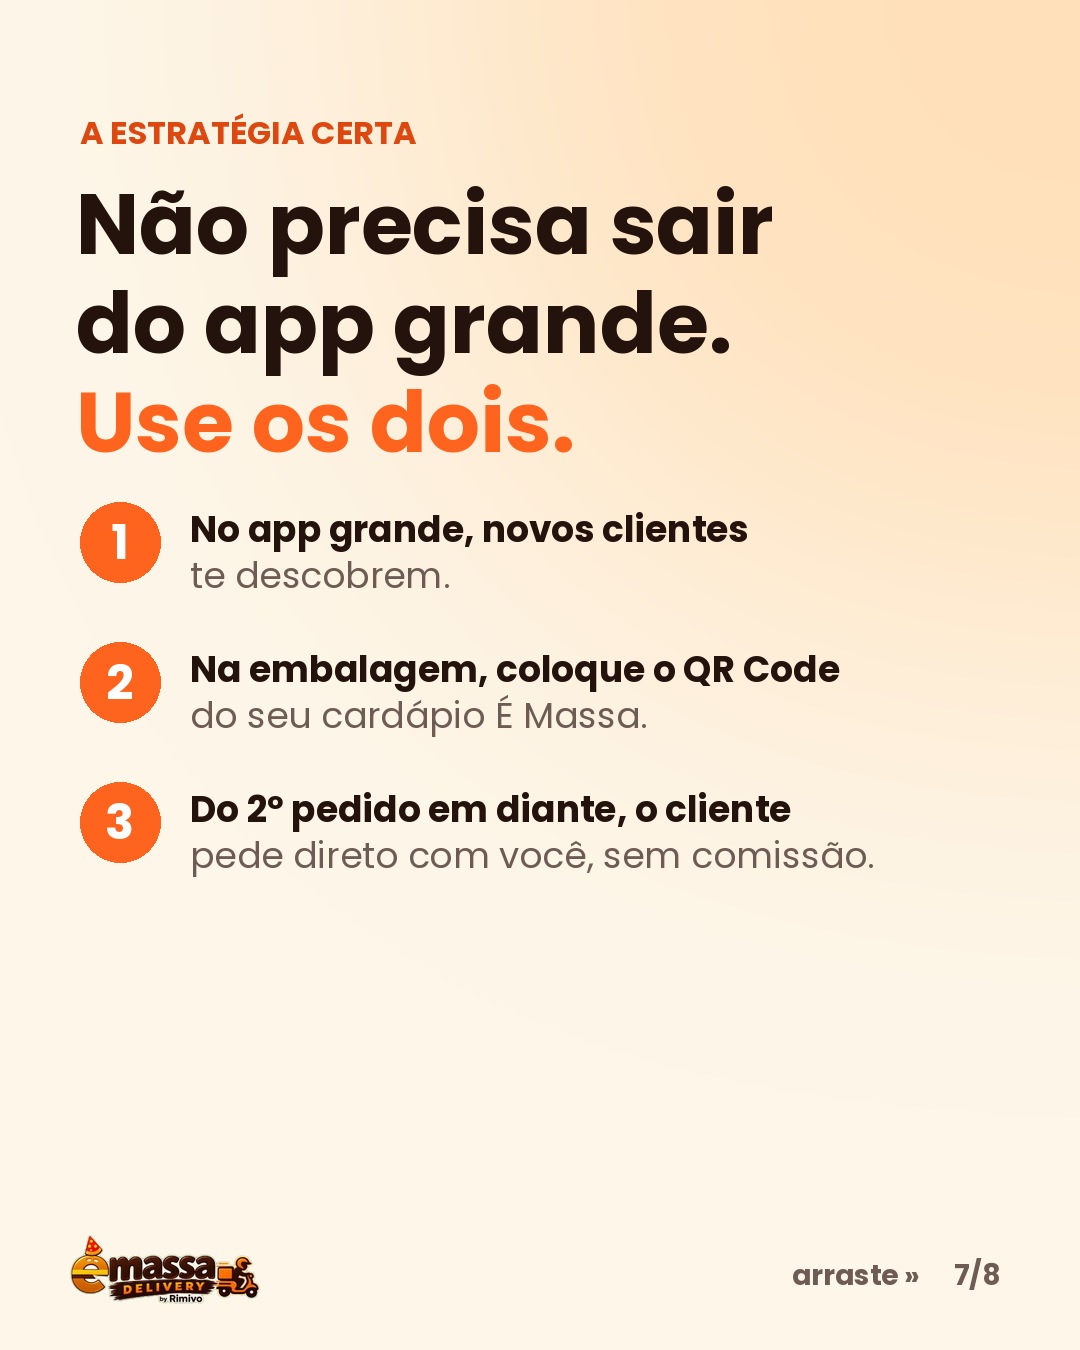 A ESTRATÉGIA CERTA
Não precisa sair
do app grande.
Use os dois.
1
No app grande, novos clientes
te descobrem.
2
Na embalagem, coloque o QR Code
do seu cardápio É Massa.
3
Do 2º pedido em diante, o cliente
pede direto com você, sem comissão.
émassa
DELIVERY
by Rimivo
arraste » 7/8